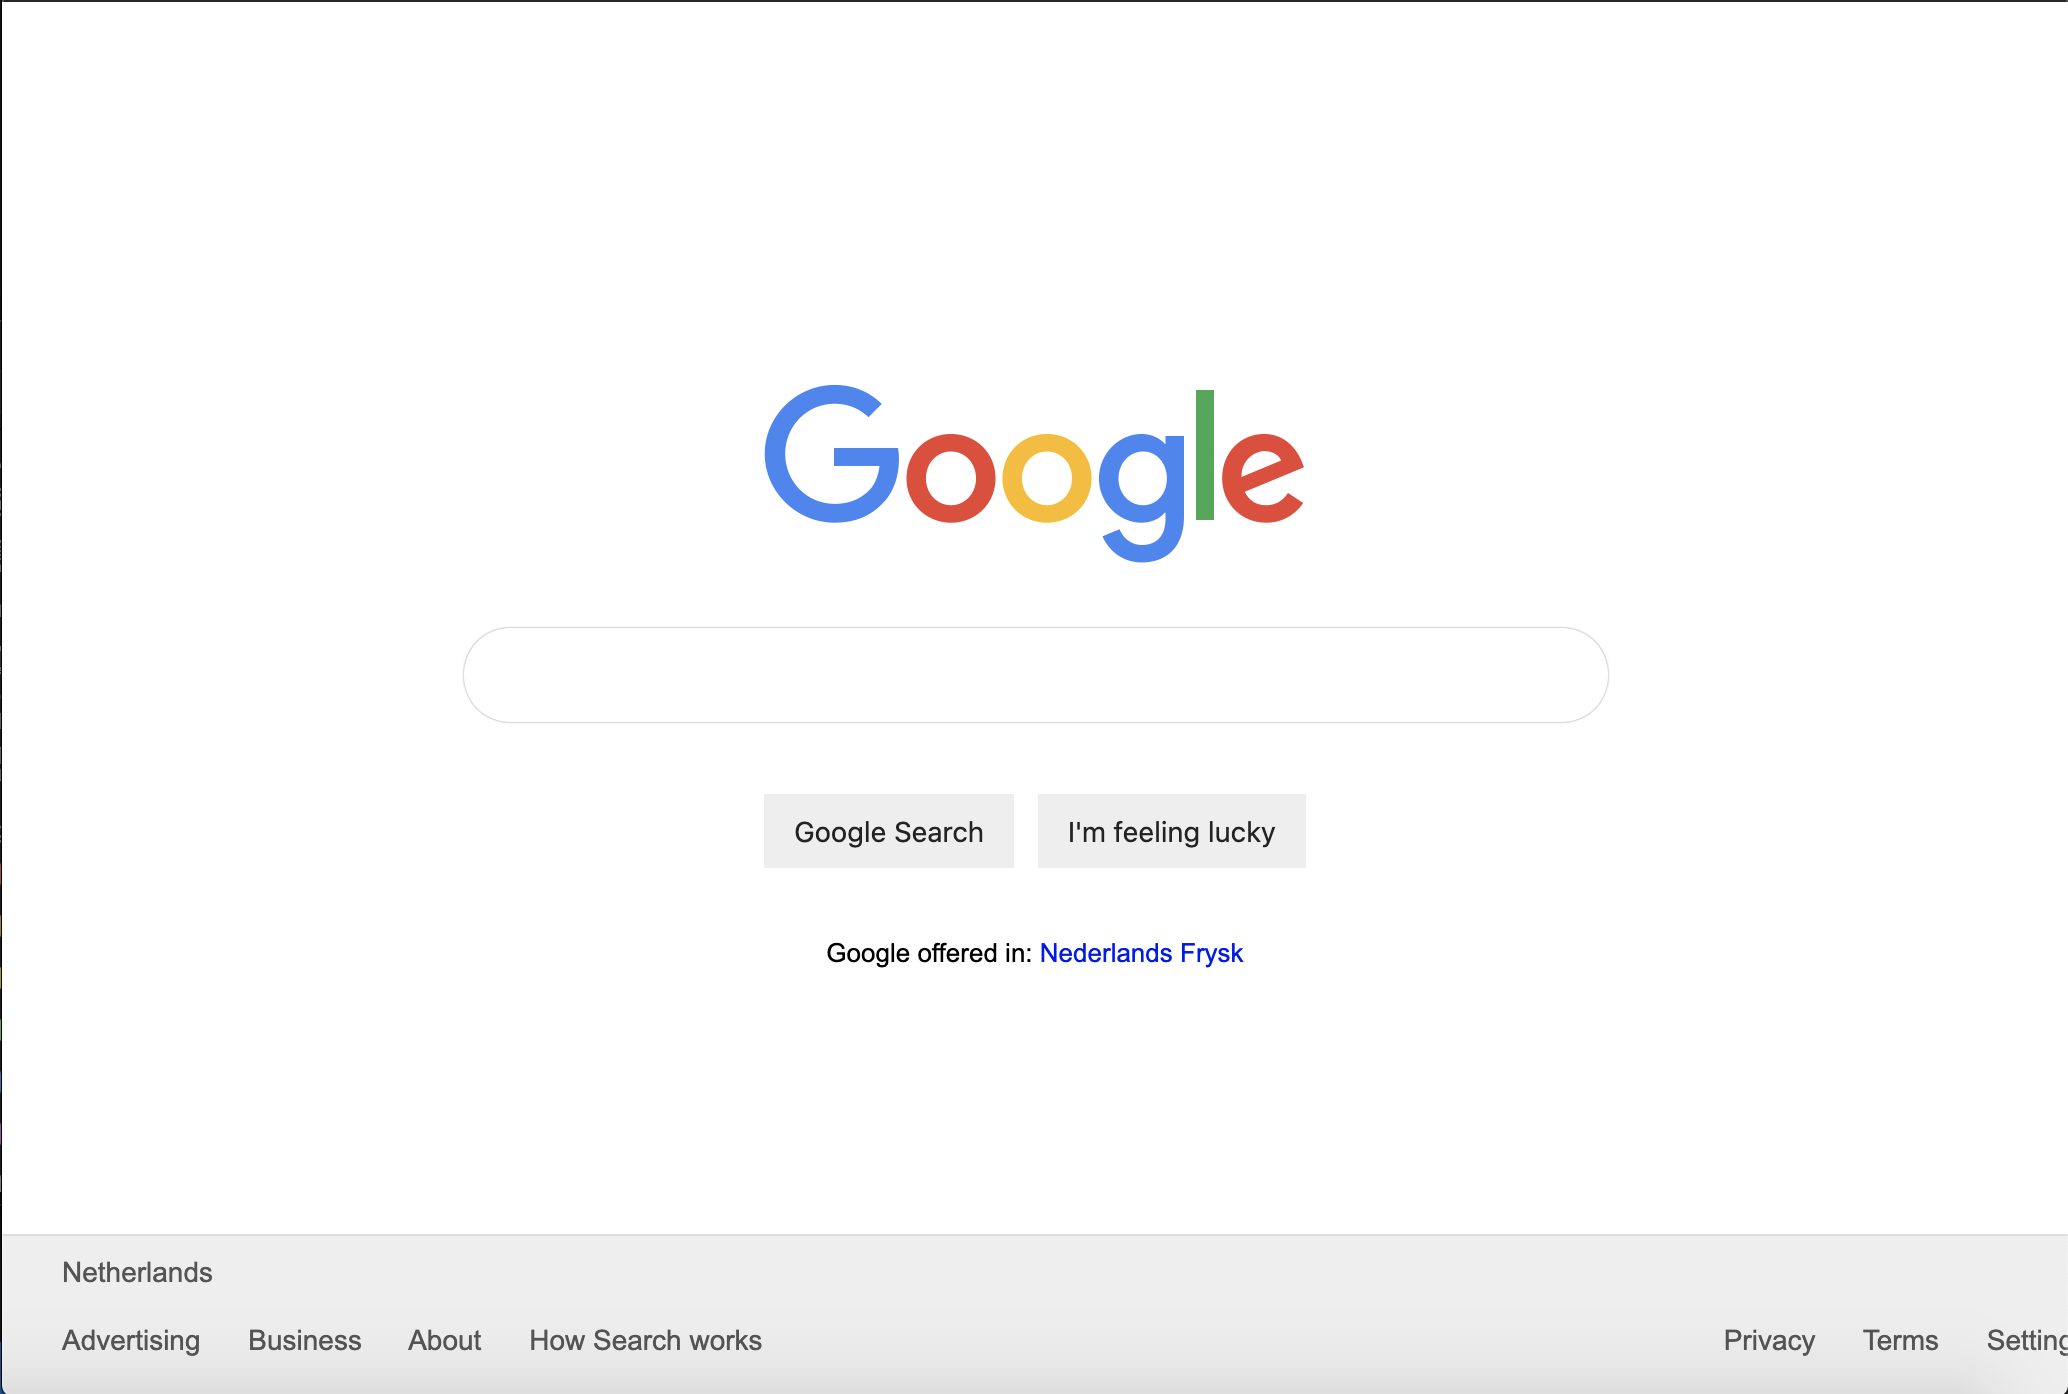 Google
Google Search I'm feeling lucky
Google offered in: Nederlands Frysk
Netherlands
Advertising Business About How Search works Privacy Terms Setting